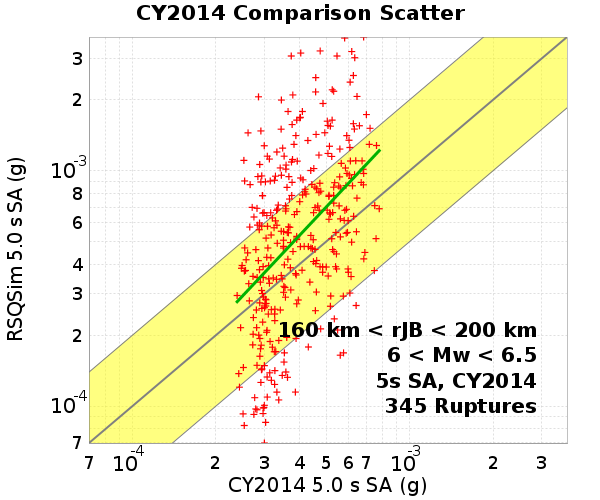 CY2014 Comparison Scatter
RSQSim 5.0 s SA (g)
3
2
10⁻³
8
6
4
3
2
10⁻⁴
7
160 km < rJB < 200 km
6 < Mw < 6.5
5s SA, CY2014
345 Ruptures
7 10⁻⁴ 2 3 4 5 6 7 10⁻³ 2 3
CY2014 5.0 s SA (g)